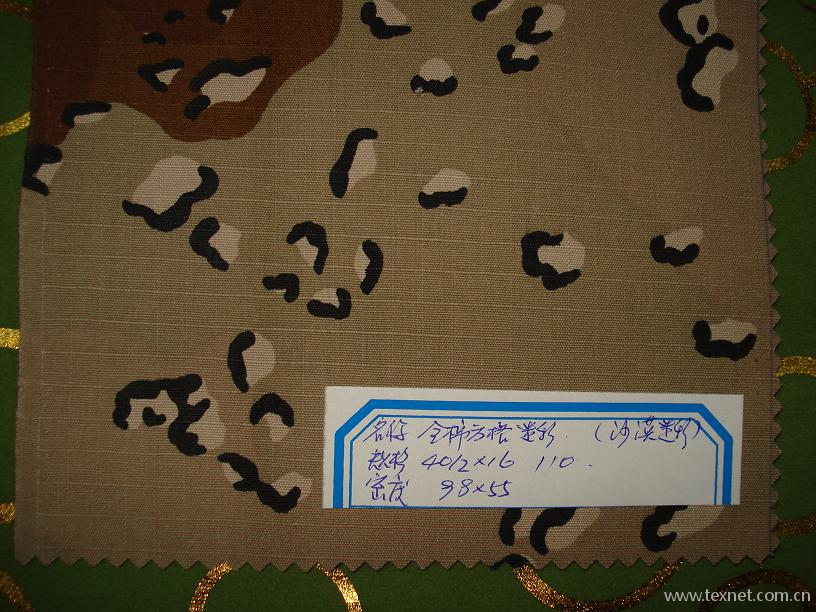 名称 全棉方格迷彩. (沙漠迷彩)
规格 40/2×16 110.
密度 98×55
www.texnet.com.cn